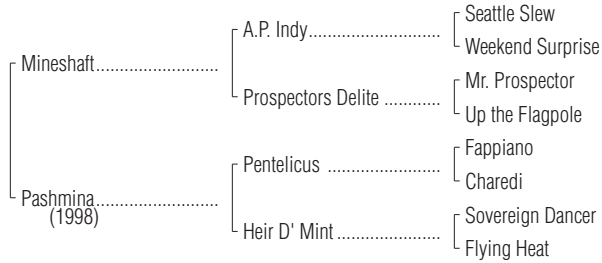 Seattle Slew
A.P. Indy..............................
Weekend Surprise
Mineshaft............................
Mr. Prospector
Prospectors Delite .............
Up the Flagpole
Fappiano
Pentelicus ..........................
Charedi
Pashmina............................
(1998)
Sovereign Dancer
Heir D' Mint........................
Flying Heat